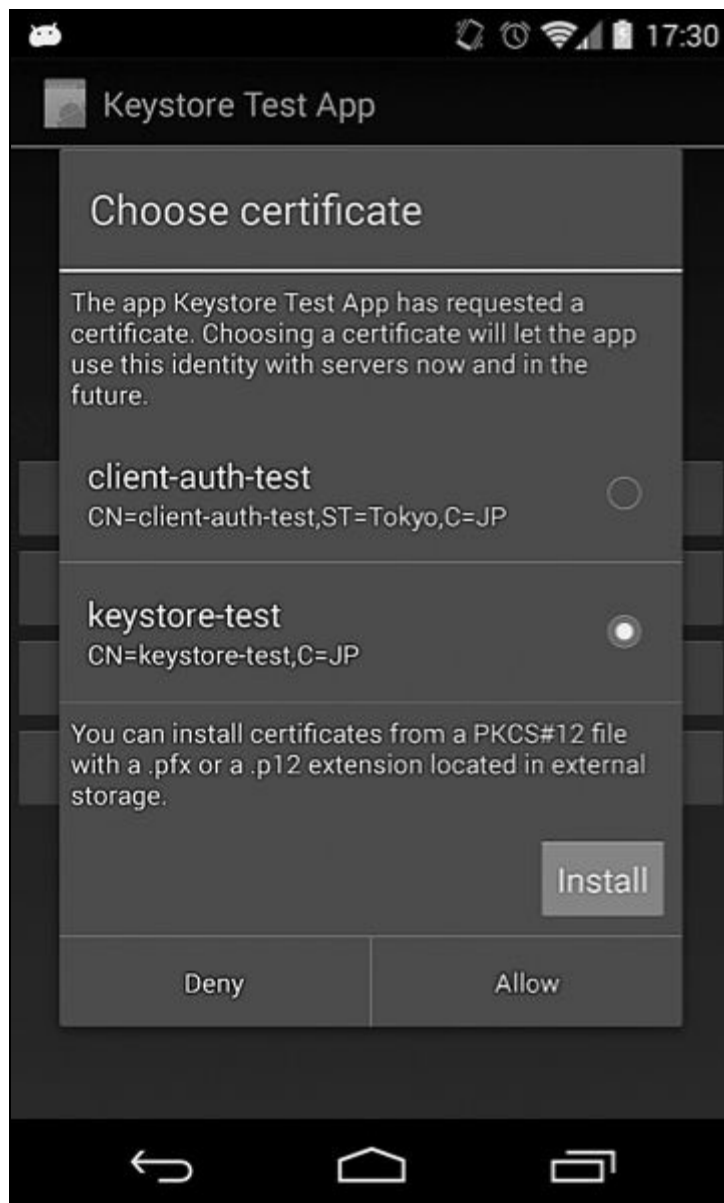 17:30
Keystore Test App
Choose certificate
The app Keystore Test App has requested a
certificate. Choosing a certificate will let the app
use this identity with servers now and in the
future.
client-auth-test
CN=client-auth-test,ST=Tokyo,C=JP
keystore-test
CN=keystore-test,C=JP
You can install certificates from a PKCS#12 file
with a .pfx or a .p12 extension located in external
storage.
Install
Deny
Allow